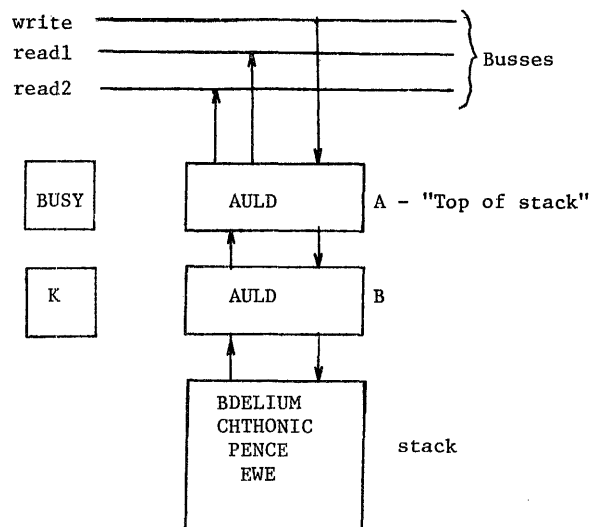 write
read1
read2
Busses
BUSY
AULD
A - "Top of stack"
K
AULD
B
BDELIUM
CHTHONIC
PENCE
EWE
stack